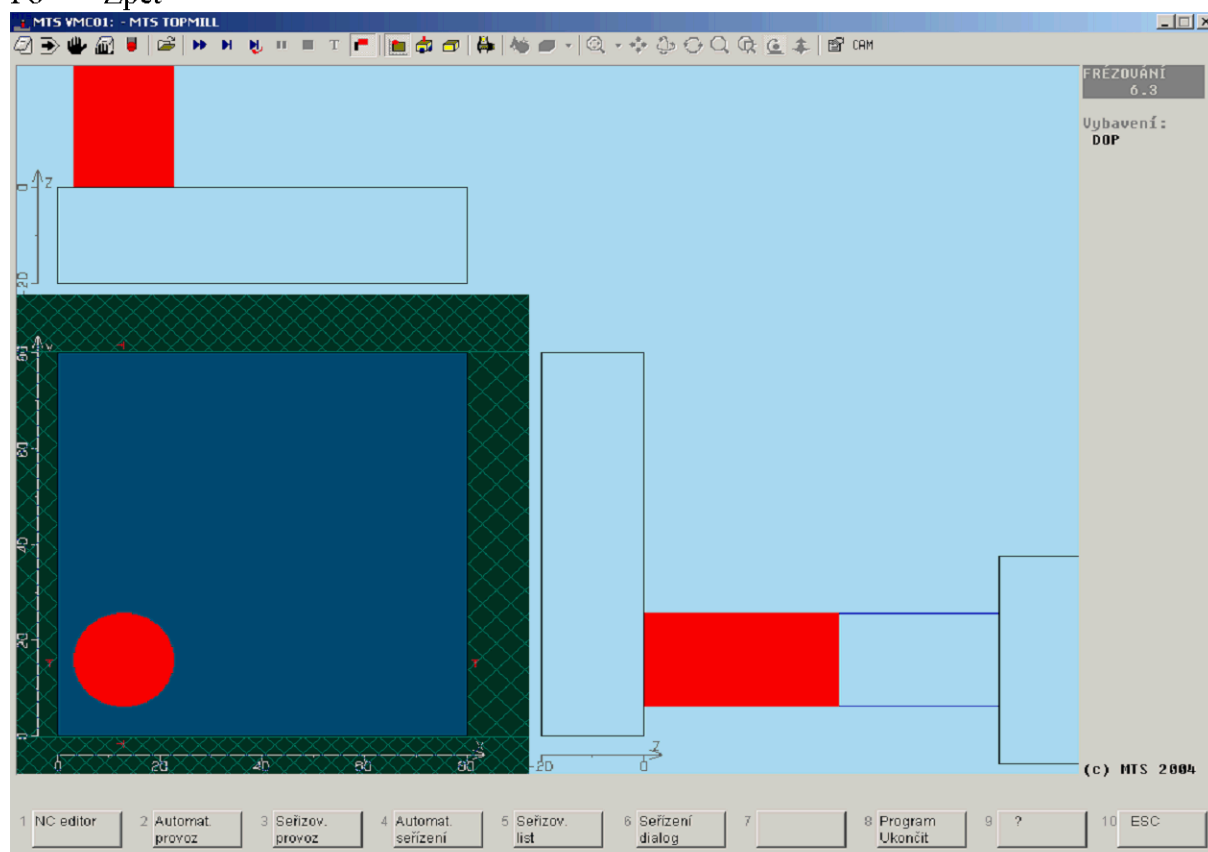 MTS VMC01: - MTS TOPMILL
T CAM
FRÉZOVÁNÍ
6.3
Vybavení:
DOP
0 Z
-20
80
60
40
20
0
0 20 40 60 80 X
-20 0 Z
(c) MTS 2004
1 NC editor
2 Automat. provoz
3 Seřizov. provoz
4 Automat. seřízení
5 Seřizov. list
6 Seřízení dialog
7
8 Program Ukončit
9 ?
10 ESC